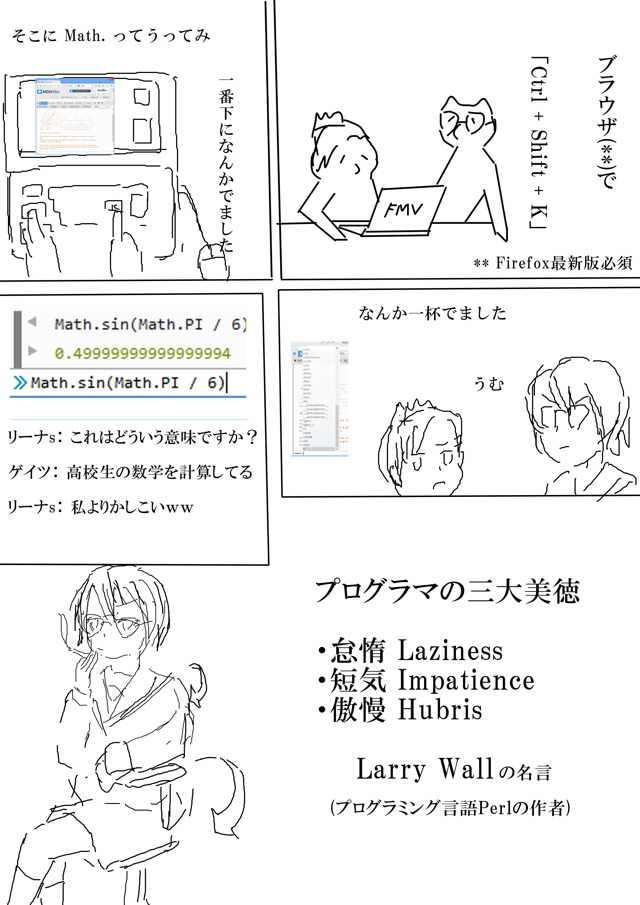 ブラウザ(**)で
「Ctrl + Shift + K」
FMV
** Firefox最新版必須
そこに Math. ってうってみ
一番下になんかでました
なんか一杯でました
うむ
Math.sin(Math.PI / 6)
0.49999999999999994
Math.sin(Math.PI / 6)
リーナs: これはどういう意味ですか?
ゲイツ: 高校生の数学を計算してる
リーナs: 私よりかしこいｗｗ
プログラマの三大美徳
・怠惰 Laziness
・短気 Impatience
・傲慢 Hubris
Larry Wall の名言
(プログラミング言語Perlの作者)